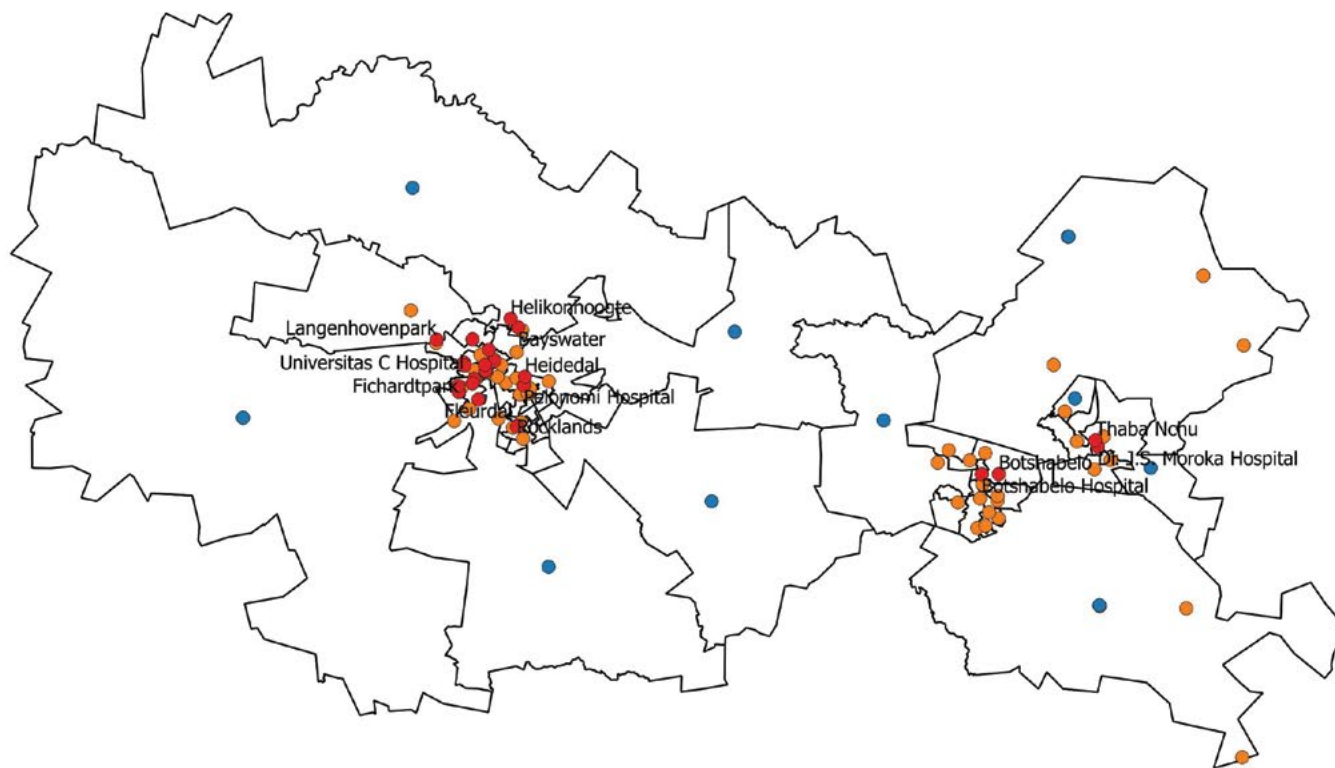 Helikonhoogte
Langenhovenpark
Bayswater
Universitas C Hospital
Heidedal
Fichardtpark
Pelonomi Hospital
Fleurdal
Rocklands
Thaba Nchu
Botshabelo
Dr. J.S. Moroka Hospital
Botshabelo Hospital